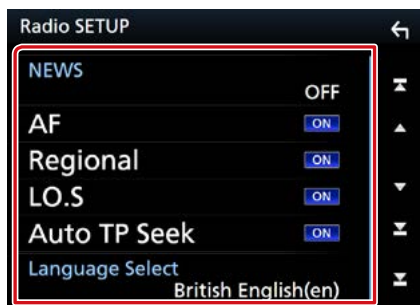 Radio SETUP
NEWS
OFF
AF ON
Regional ON
LO.S ON
Auto TP Seek ON
Language Select
British English(en)